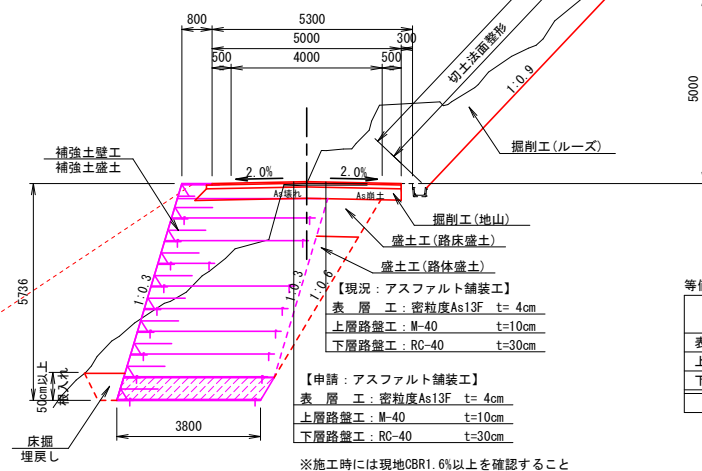 800
5300
5000
300
500
4000
500
切土法面整形
1:0.9
5000
掘削工(ルーズ)
補強土壁工
補強土盛土
2.0%
2.0%
As壊れ
As崩土
掘削工(地山)
盛土工(路床盛土)
盛土工(路体盛土)
5736
1:0.3
1:0.3
1:0.6
【現況：アスファルト舗装工】
表 層 工：密粒度As13F t= 4cm
上層路盤工：M-40 t=10cm
下層路盤工：RC-40 t=30cm
等値
表
上
下
50cm以上
根入れ
【申請：アスファルト舗装工】
表 層 工：密粒度As13F t= 4cm
上層路盤工：M-40 t=10cm
下層路盤工：RC-40 t=30cm
3800
床掘
埋戻し
※施工時には現地CBR1.6%以上を確認すること